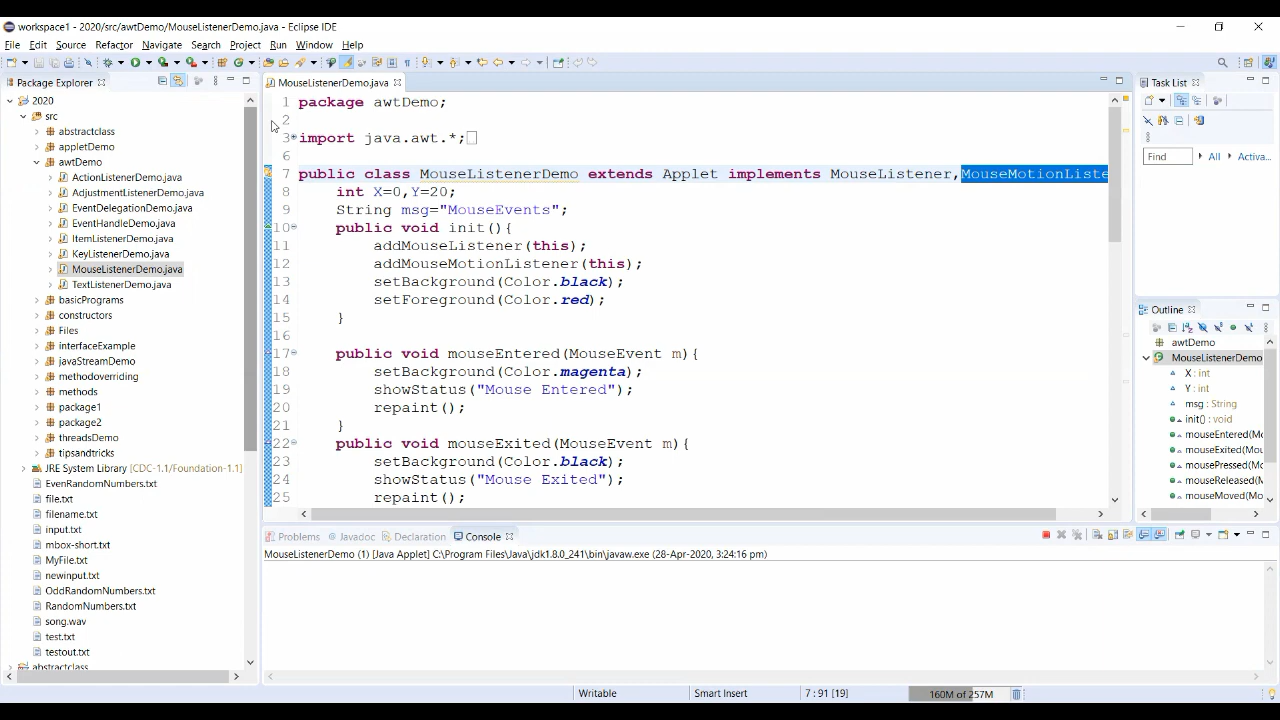 workspace1 - 2020/src/awtDemo/MouseListenerDemo.java - Eclipse IDE
File Edit Source Refactor Navigate Search Project Run Window Help
Package Explorer
2020
src
abstractclass
appletDemo
awtDemo
ActionListenerDemo.java
AdjustmentListenerDemo.java
EventDelegationDemo.java
EventHandleDemo.java
ItemListenerDemo.java
KeyListenerDemo.java
MouseListenerDemo.java
TextListenerDemo.java
basicPrograms
constructors
Files
interfaceExample
javaStreamDemo
methodoverriding
methods
package1
package2
threadsDemo
tipsandtricks
JRE System Library [CDC-1.1/Foundation-1.1]
EvenRandomNumbers.txt
file.txt
filename.txt
input.txt
mbox-short.txt
MyFile.txt
newinput.txt
OddRandomNumbers.txt
RandomNumbers.txt
song.wav
test.txt
testout.txt
abstractclass
MouseListenerDemo.java
1 package awtDemo;
2
3 import java.awt.*;
6
7 public class MouseListenerDemo extends Applet implements MouseListener,MouseMotionListe
8 int X=0,Y=20;
9 String msg="MouseEvents";
10 public void init(){
11 addMouseListener(this);
12 addMouseMotionListener(this);
13 setBackground(Color.black);
14 setForeground(Color.red);
15 }
16
17 public void mouseEntered(MouseEvent m){
18 setBackground(Color.magenta);
19 showStatus("Mouse Entered");
20 repaint();
21 }
22 public void mouseExited(MouseEvent m){
23 setBackground(Color.black);
24 showStatus("Mouse Exited");
25 repaint();
Task List
Find All Activa...
Outline
awtDemo
MouseListenerDemo
X : int
Y : int
msg : String
init() : void
mouseEntered(Mo
mouseExited(Mou
mousePressed(Mo
mouseReleased(M
mouseMoved(Mo
Problems Javadoc Declaration Console
MouseListenerDemo (1) [Java Applet] C:\Program Files\Java\jdk1.8.0_241\bin\javaw.exe (28-Apr-2020, 3:24:16 pm)
Writable Smart Insert 7 : 91 [19] 160M of 257M